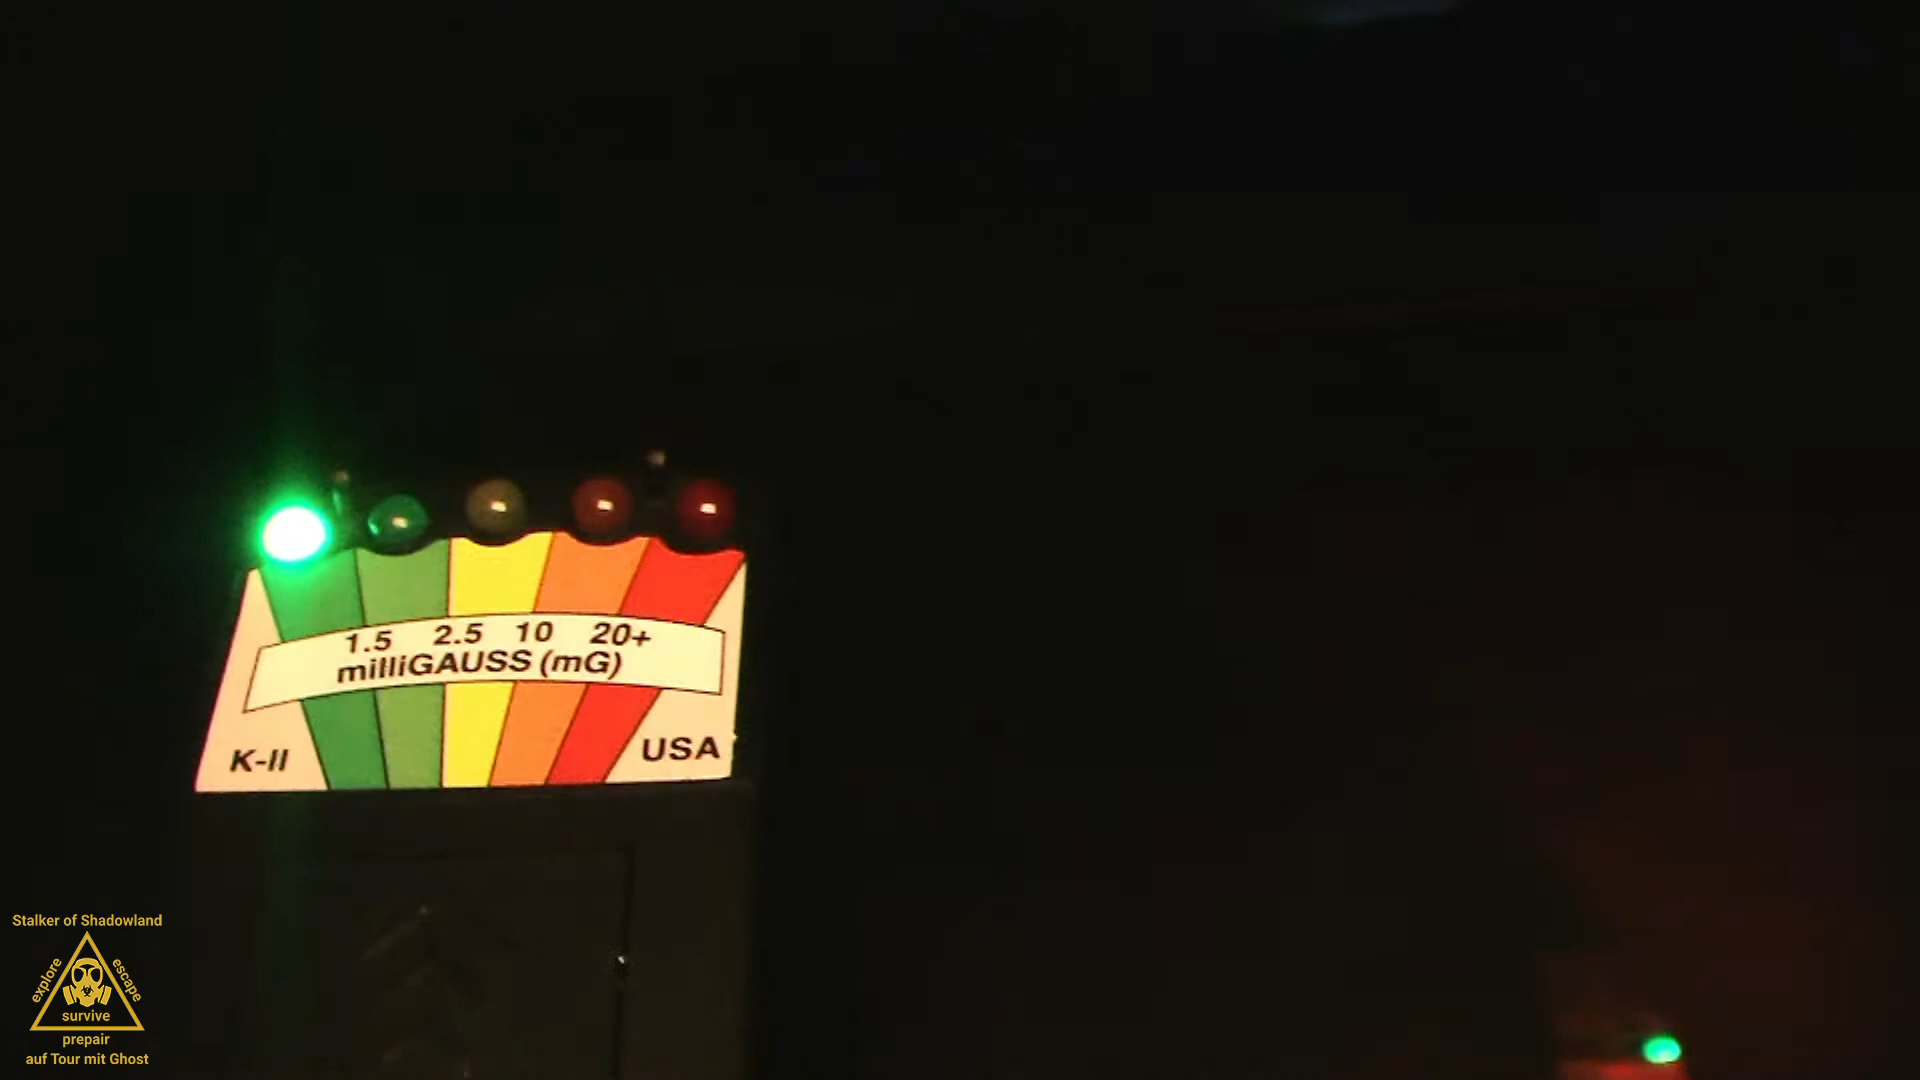 1.5 2.5 10 20+
milliGAUSS (mG)
K-II
USA
Stalker of Shadowland
explore
escape
survive
prepair
auf Tour mit Ghost